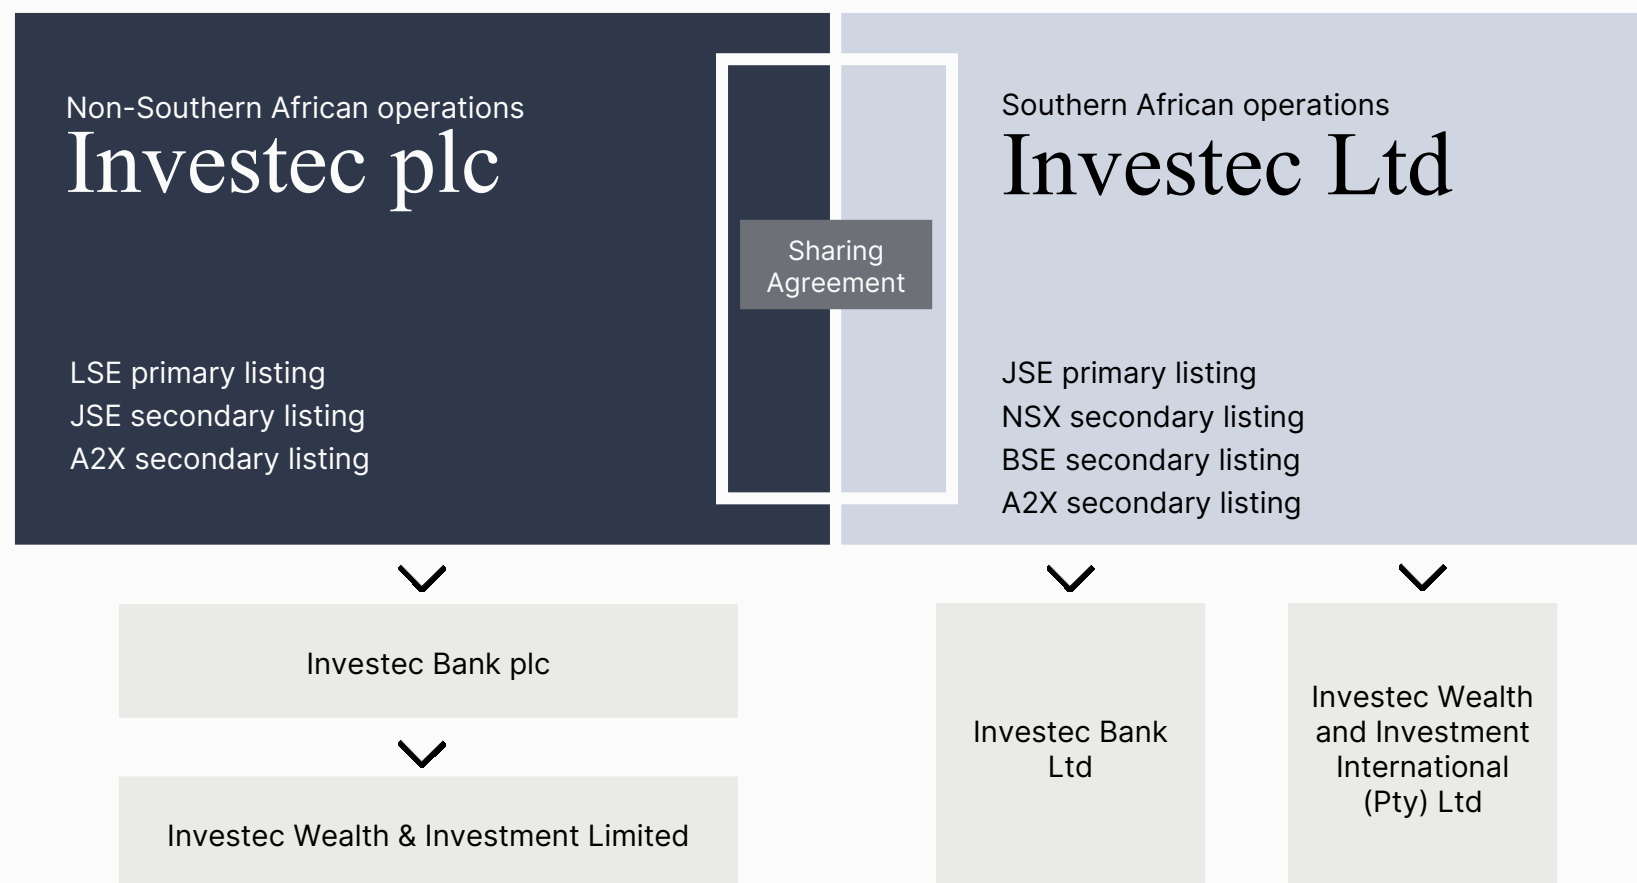 Non-Southern African operations
Investec plc
LSE primary listing
JSE secondary listing
A2X secondary listing
Sharing
Agreement
Southern African operations
Investec Ltd
JSE primary listing
NSX secondary listing
BSE secondary listing
A2X secondary listing
Investec Bank plc
Investec Wealth & Investment Limited
Investec Bank
Ltd
Investec Wealth
and Investment
International
(Pty) Ltd